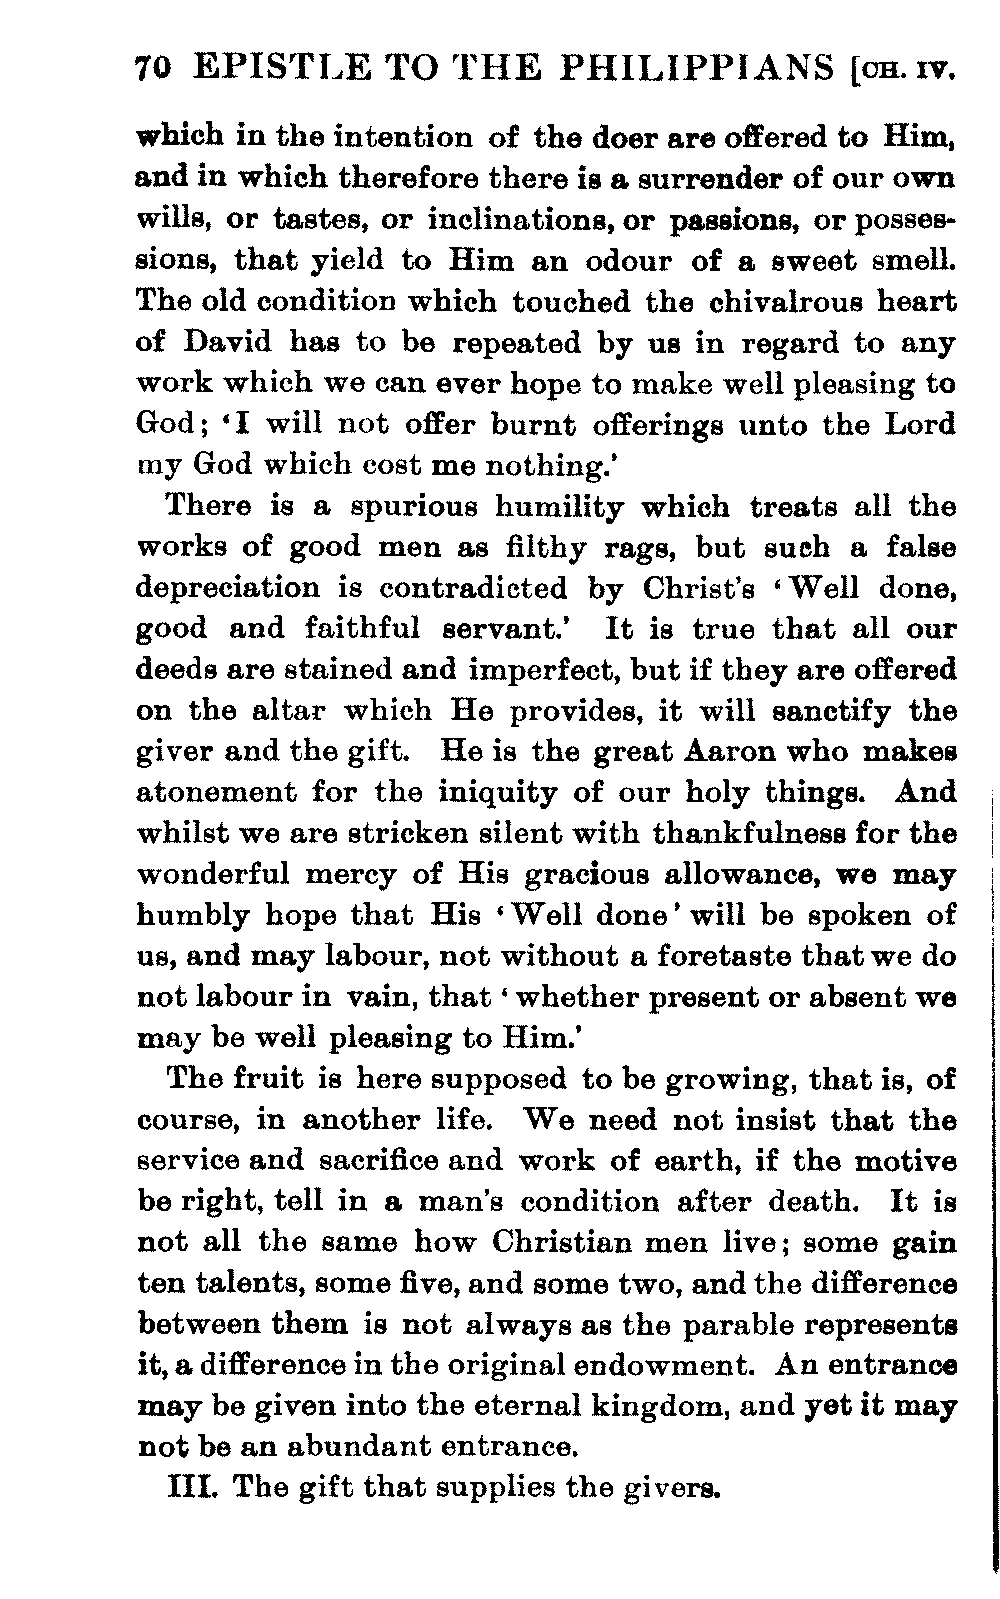 70 EPISTLE TO THE PHILIPPIANS [CH. IV.
which in the intention of the doer are offered to Him,
and in which therefore there is a surrender of our own
wills, or tastes, or inclinations, or passions, or posses-
sions, that yield to Him an odour of a sweet smell.
The old condition which touched the chivalrous heart
of David has to be repeated by us in regard to any
work which we can ever hope to make well pleasing to
God; ‘I will not offer burnt offerings unto the Lord
my God which cost me nothing.’
There is a spurious humility which treats all the
works of good men as filthy rags, but such a false
depreciation is contradicted by Christ’s ‘Well done,
good and faithful servant.’ It is true that all our
deeds are stained and imperfect, but if they are offered
on the altar which He provides, it will sanctify the
giver and the gift. He is the great Aaron who makes
atonement for the iniquity of our holy things. And
whilst we are stricken silent with thankfulness for the
wonderful mercy of His gracious allowance, we may
humbly hope that His ‘Well done’ will be spoken of
us, and may labour, not without a foretaste that we do
not labour in vain, that ‘whether present or absent we
may be well pleasing to Him.’
The fruit is here supposed to be growing, that is, of
course, in another life. We need not insist that the
service and sacrifice and work of earth, if the motive
be right, tell in a man’s condition after death. It is
not all the same how Christian men live; some gain
ten talents, some five, and some two, and the difference
between them is not always as the parable represents
it, a difference in the original endowment. An entrance
may be given into the eternal kingdom, and yet it may
not be an abundant entrance.
III. The gift that supplies the givers.